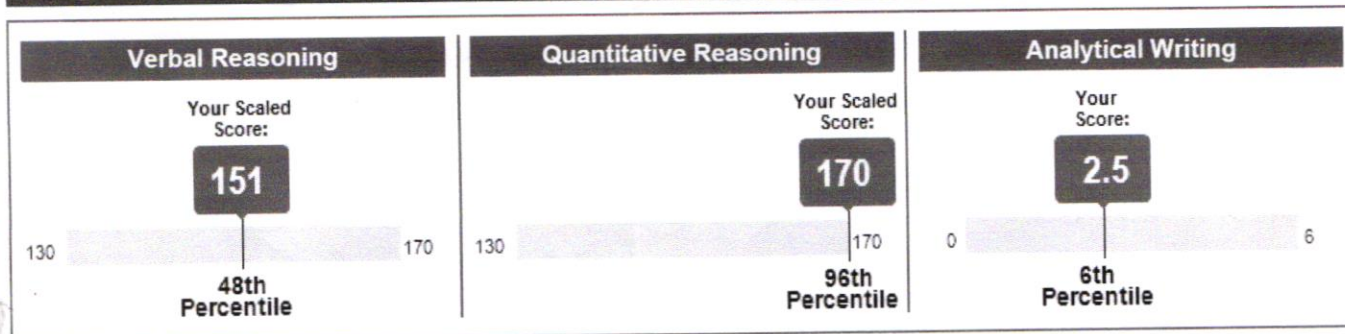 Verbal Reasoning
Your Scaled
Score:
151
130
170
48th
Percentile
Quantitative Reasoning
Your Scaled
Score:
170
130
170
96th
Percentile
Analytical Writing
Your
Score:
2.5
0
6
6th
Percentile